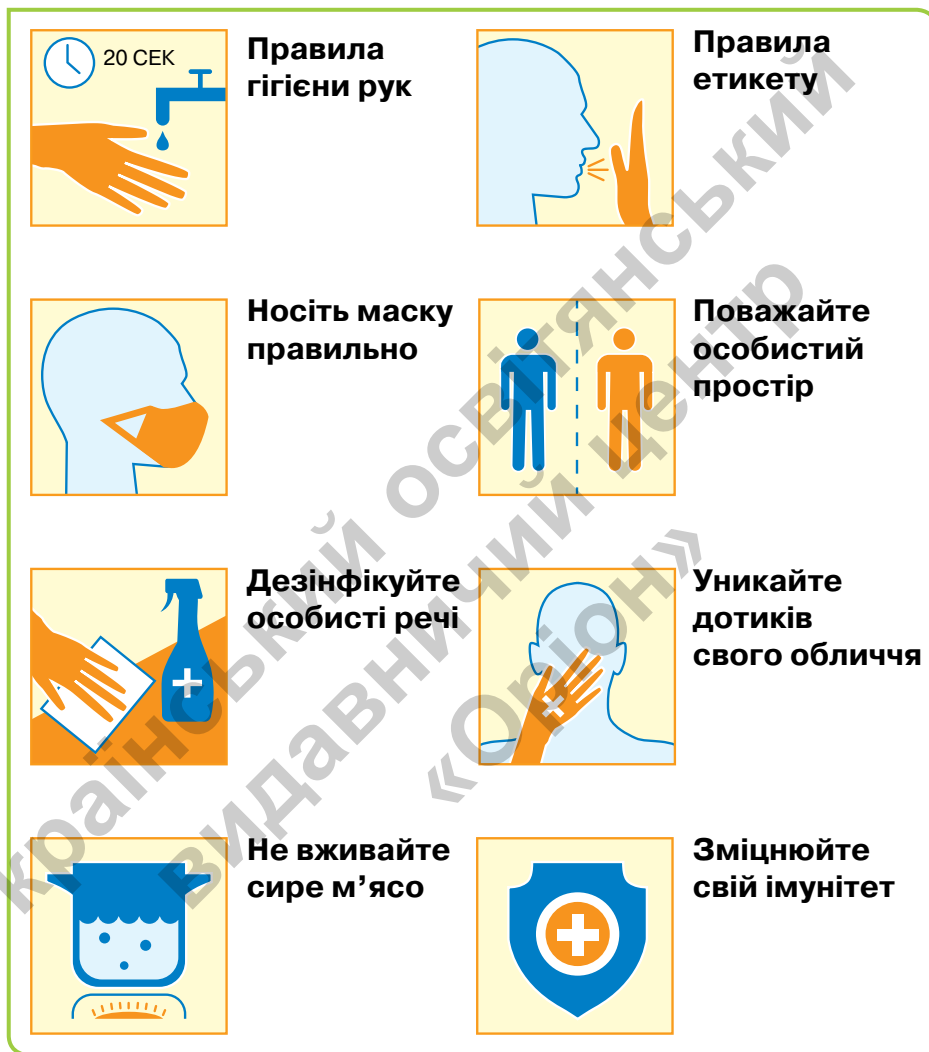 20 СЕК
Правила
гігієни рук
Правила
етикету
Носіть маску
правильно
Поважайте
особистий
простір
Дезінфікуйте
особисті речі
Уникайте
дотиків
свого обличчя
Не вживайте
сире м’ясо
Зміцнюйте
свій імунітет
країнський освітянський
видавничий центр
«Оріон»